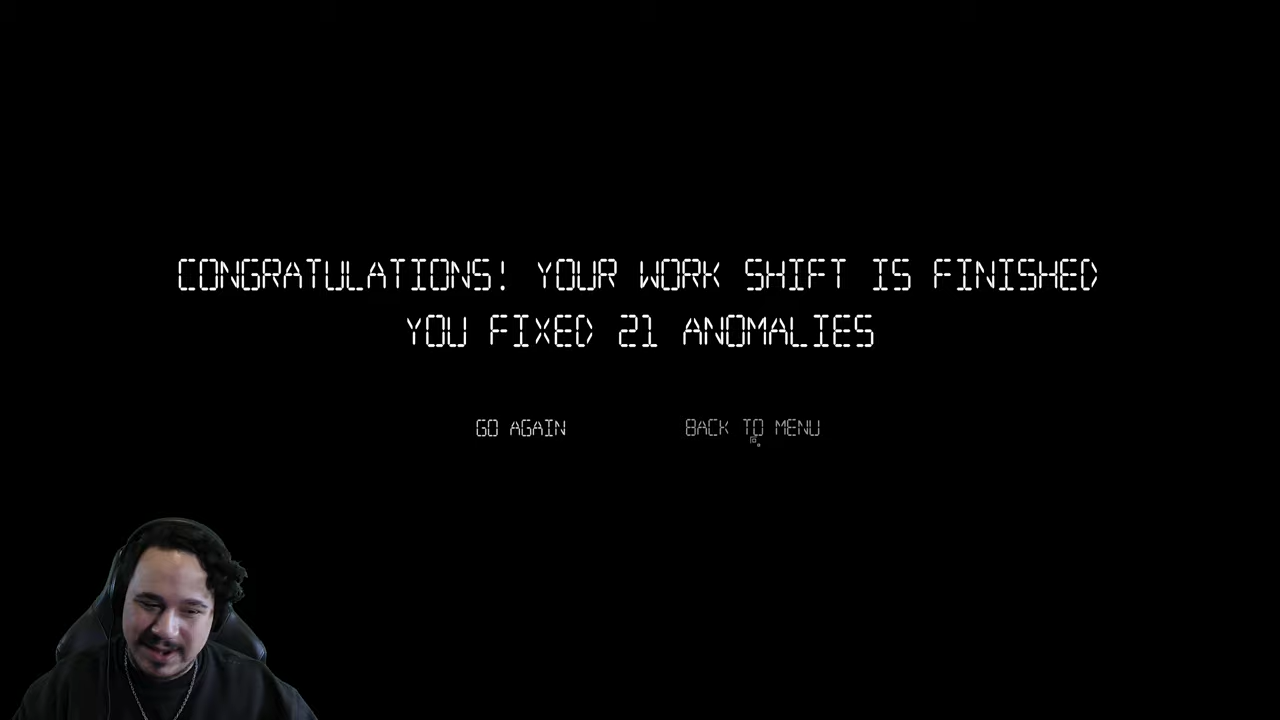 CONGRATULATIONS! YOUR WORK SHIFT IS FINISHED
YOU FIXED 21 ANOMALIES
GO AGAIN
BACK TO MENU